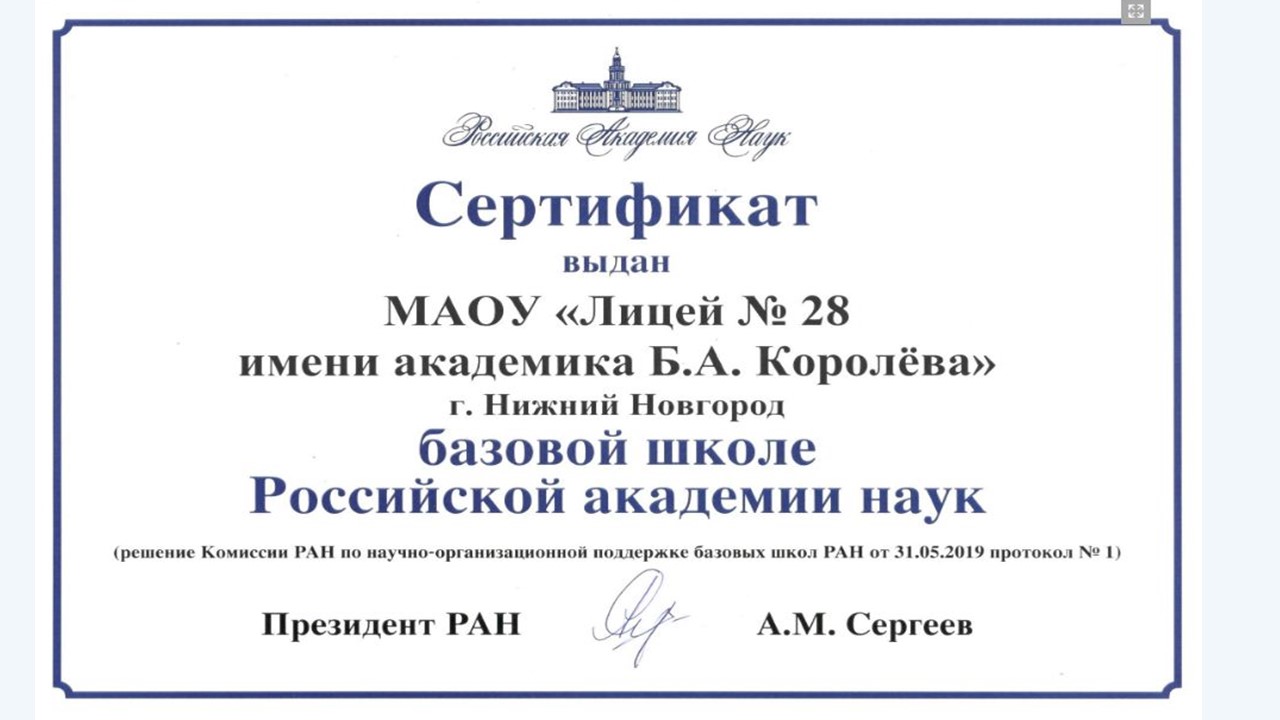 Российская Академия Наук
Сертификат
выдан
МАОУ «Лицей № 28
имени академика Б.А. Королёва»
г. Нижний Новгород
базовой школе
Российской академии наук
(решение Комиссии РАН по научно-организационной поддержке базовых школ РАН от 31.05.2019 протокол № 1)
Президент РАН А.М. Сергеев